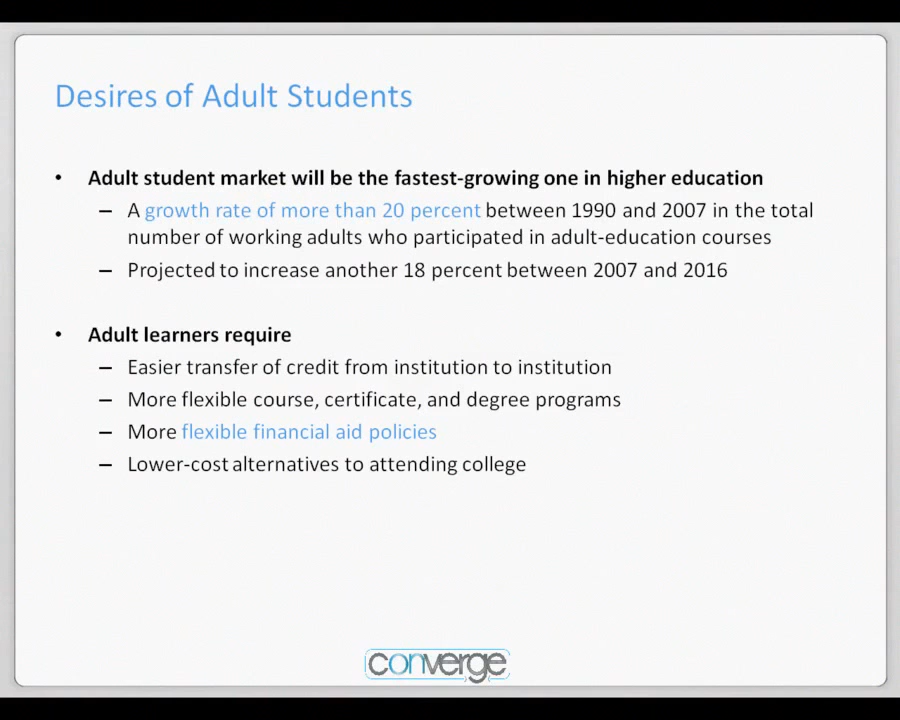 Desires of Adult Students
• Adult student market will be the fastest-growing one in higher education
– A growth rate of more than 20 percent between 1990 and 2007 in the total
number of working adults who participated in adult-education courses
– Projected to increase another 18 percent between 2007 and 2016
• Adult learners require
– Easier transfer of credit from institution to institution
– More flexible course, certificate, and degree programs
– More flexible financial aid policies
– Lower-cost alternatives to attending college
converge